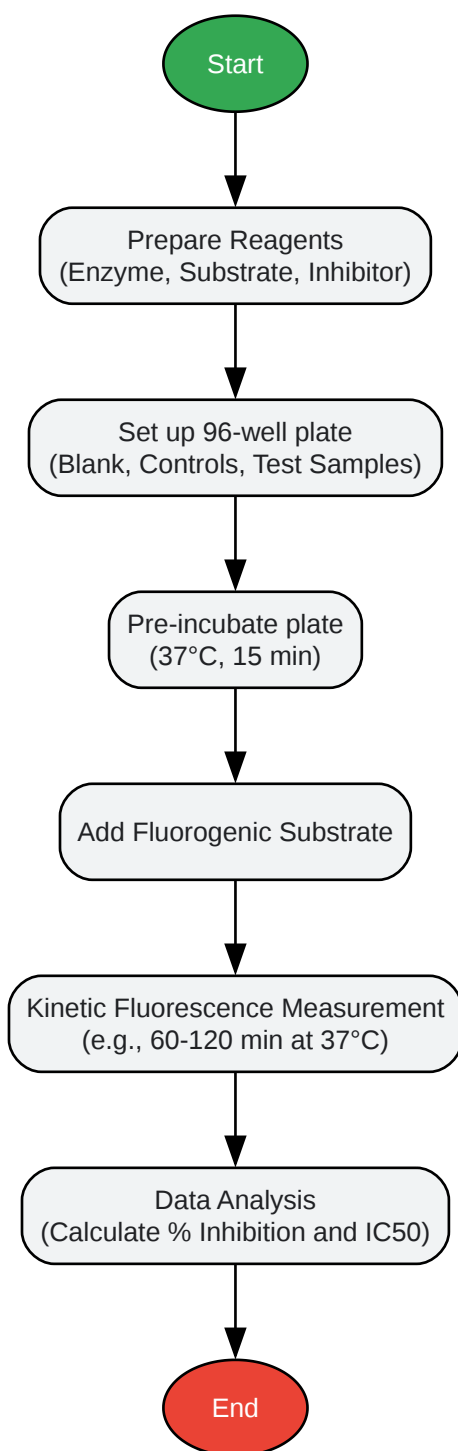 Start
Prepare Reagents
(Enzyme, Substrate, Inhibitor)
Set up 96-well plate
(Blank, Controls, Test Samples)
Pre-incubate plate
(37°C, 15 min)
Add Fluorogenic Substrate
Kinetic Fluorescence Measurement
(e.g., 60-120 min at 37°C)
Data Analysis
(Calculate % Inhibition and IC50)
End